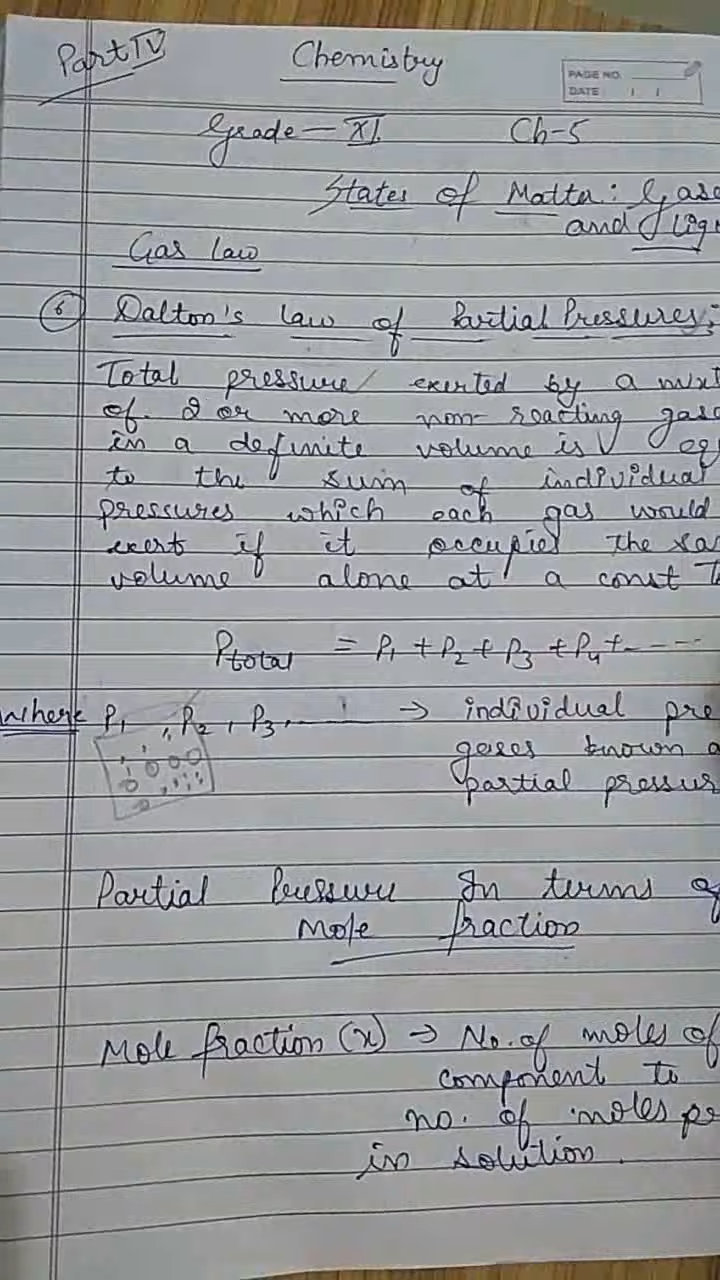 Part IV
Chemistry
PAGE NO.
DATE / /
Grade — XI. Ch-5
States of Matter: Gase
and Liq
Gas Law
6 Dalton's Law of Partial Pressures:
Total pressure exerted by a mixt
of 2 or more non-reacting gase
in a definite volume is equ
to the sum of individual
pressures which each gas would
exert if it occupied the sa
volume alone at a const T
Ptotal = P1 + P2 + P3 + P4 + - - - -
Where P1, P2, P3, → individual pre
gases known a
partial pressur
Partial Pressure In terms of
Mole fraction
Mole fraction (x) → No. of moles of
component to
no. of moles pr
in solution.